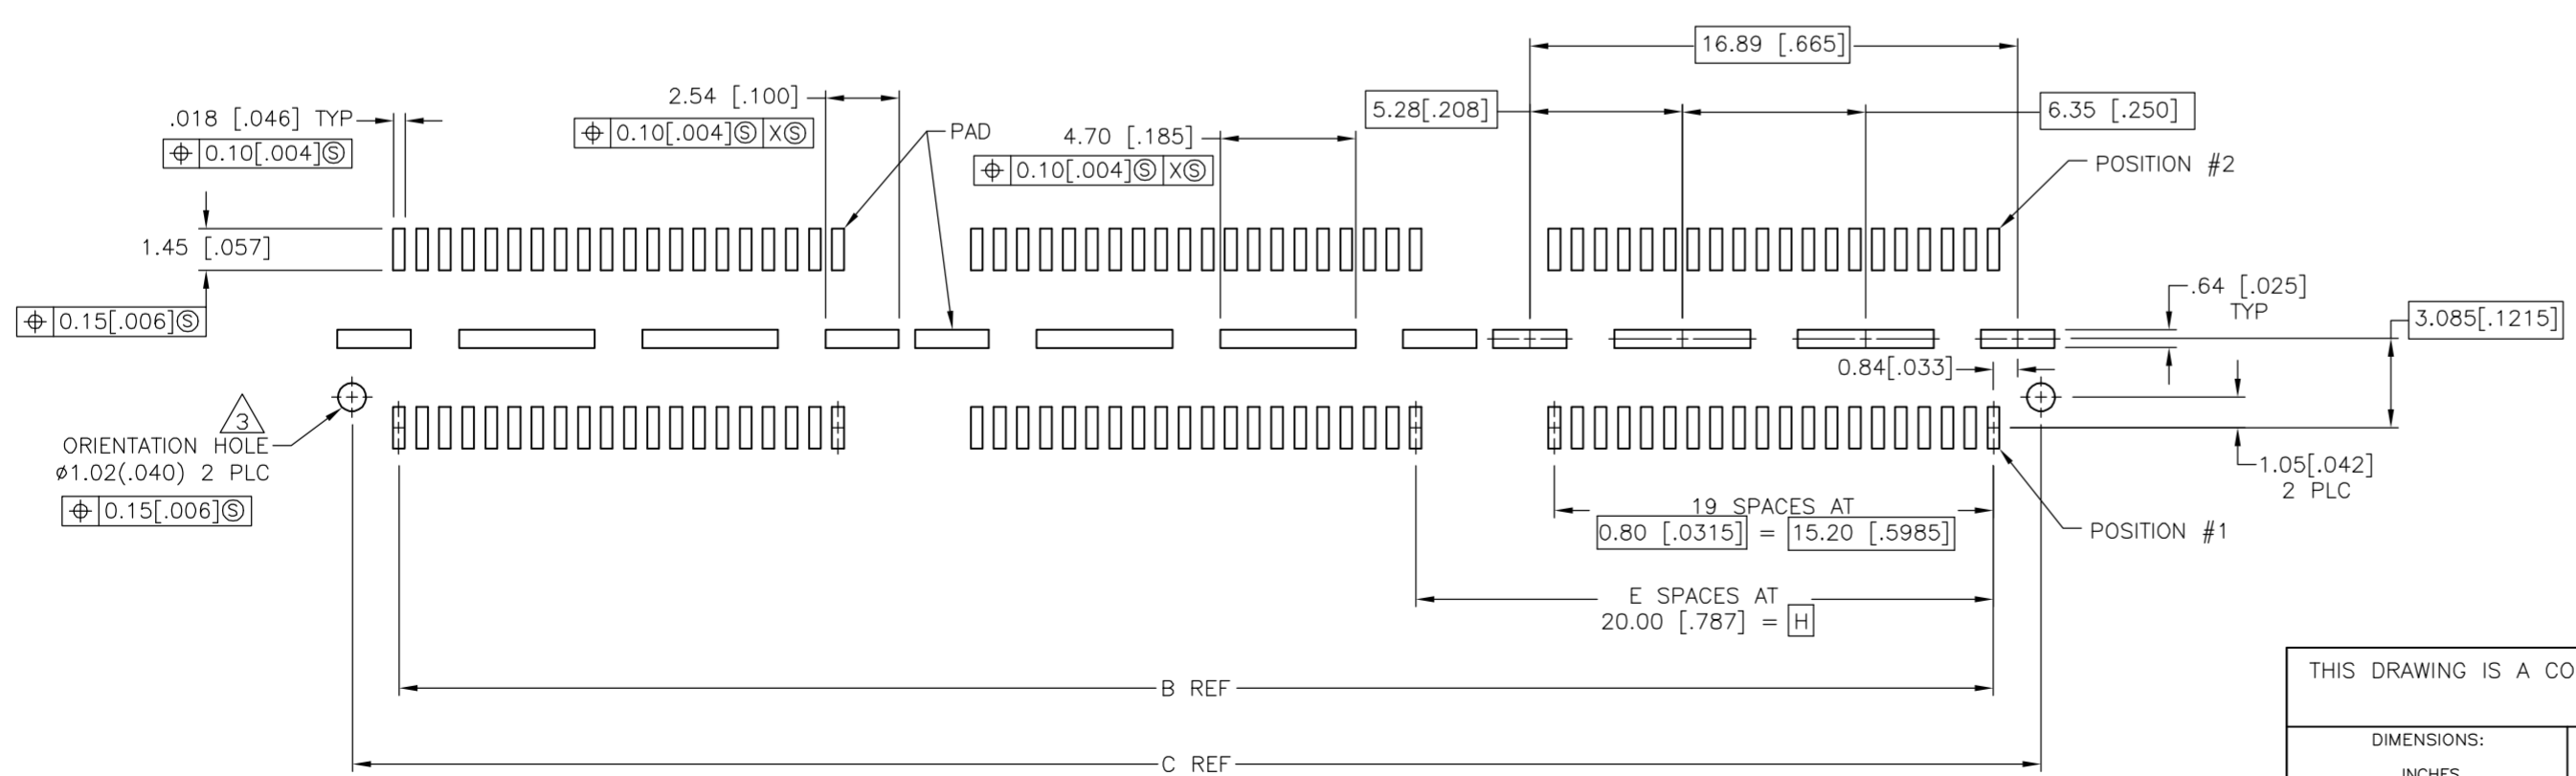 16.89 [.665]
2.54 [.100]
5.28[.208]
6.35 [.250]
.018 [.046] TYP
⌖ 0.10[.004]Ⓢ
⌖ 0.10[.004]Ⓢ XⓈ
PAD
4.70 [.185]
⌖ 0.10[.004]Ⓢ XⓈ
POSITION #2
1.45 [.057]
⌖ 0.15[.006]Ⓢ
.64 [.025]
TYP
3.085[.1215]
0.84[.033]
3
ORIENTATION HOLE
⌀1.02(.040) 2 PLC
⌖ 0.15[.006]Ⓢ
1.05[.042]
2 PLC
19 SPACES AT
0.80 [.0315] = 15.20 [.5985]
POSITION #1
E SPACES AT
20.00 [.787] = H
B REF
THIS DRAWING IS A CO
DIMENSIONS:
INCHES
C REF